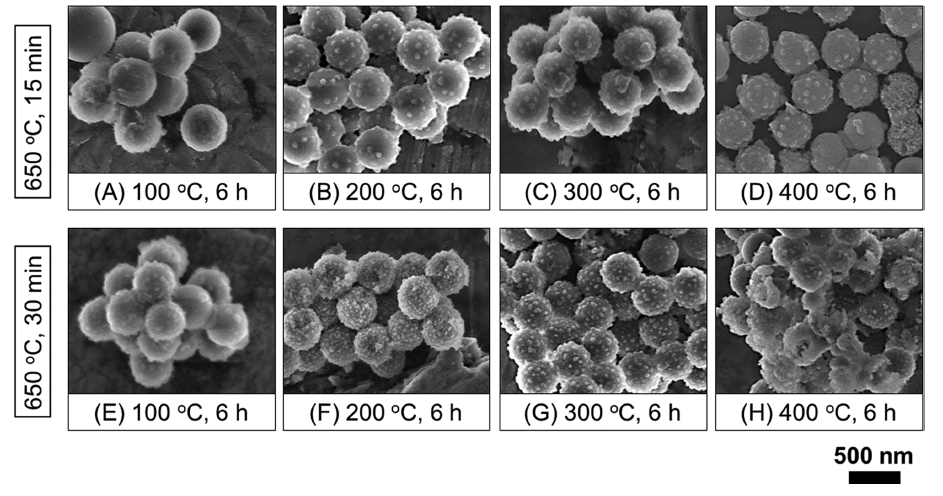 650 ºC, 15 min
(A) 100 ºC, 6 h
(B) 200 ºC, 6 h
(C) 300 ºC, 6 h
(D) 400 ºC, 6 h
650 ºC, 30 min
(E) 100 ºC, 6 h
(F) 200 ºC, 6 h
(G) 300 ºC, 6 h
(H) 400 ºC, 6 h
500 nm